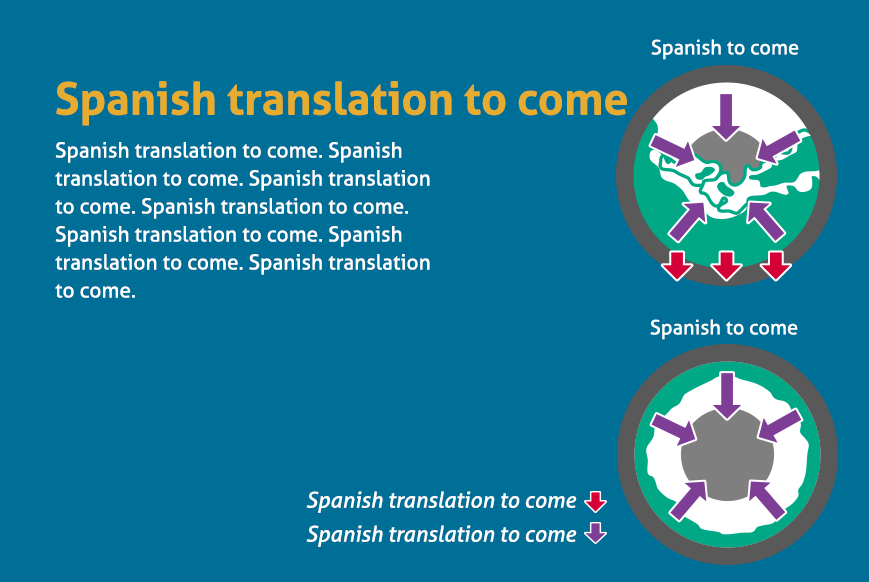 Spanish to come
Spanish translation to come
Spanish translation to come. Spanish
translation to come. Spanish translation
to come. Spanish translation to come.
Spanish translation to come. Spanish
translation to come. Spanish translation
to come.
Spanish to come
Spanish translation to come
Spanish translation to come